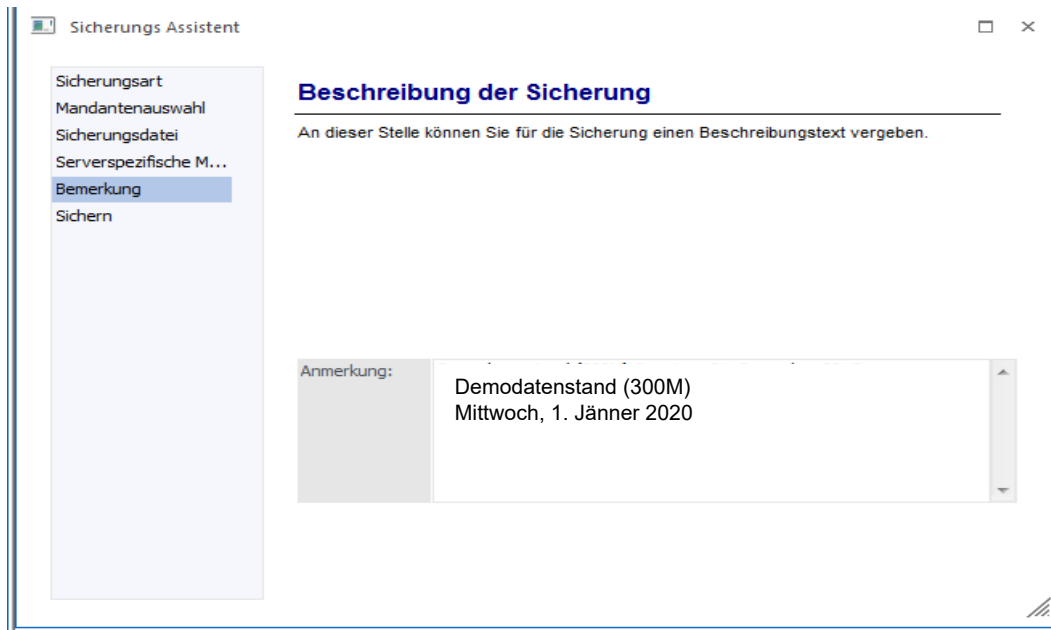 Sicherungs Assistent
Sicherungsart
Mandantenauswahl
Sicherungsdatei
Serverspezifische M...
Bemerkung
Sichern
Beschreibung der Sicherung
An dieser Stelle können Sie für die Sicherung einen Beschreibungstext vergeben.
Anmerkung:
Demodatenstand (300M)
Mittwoch, 1. Jänner 2020